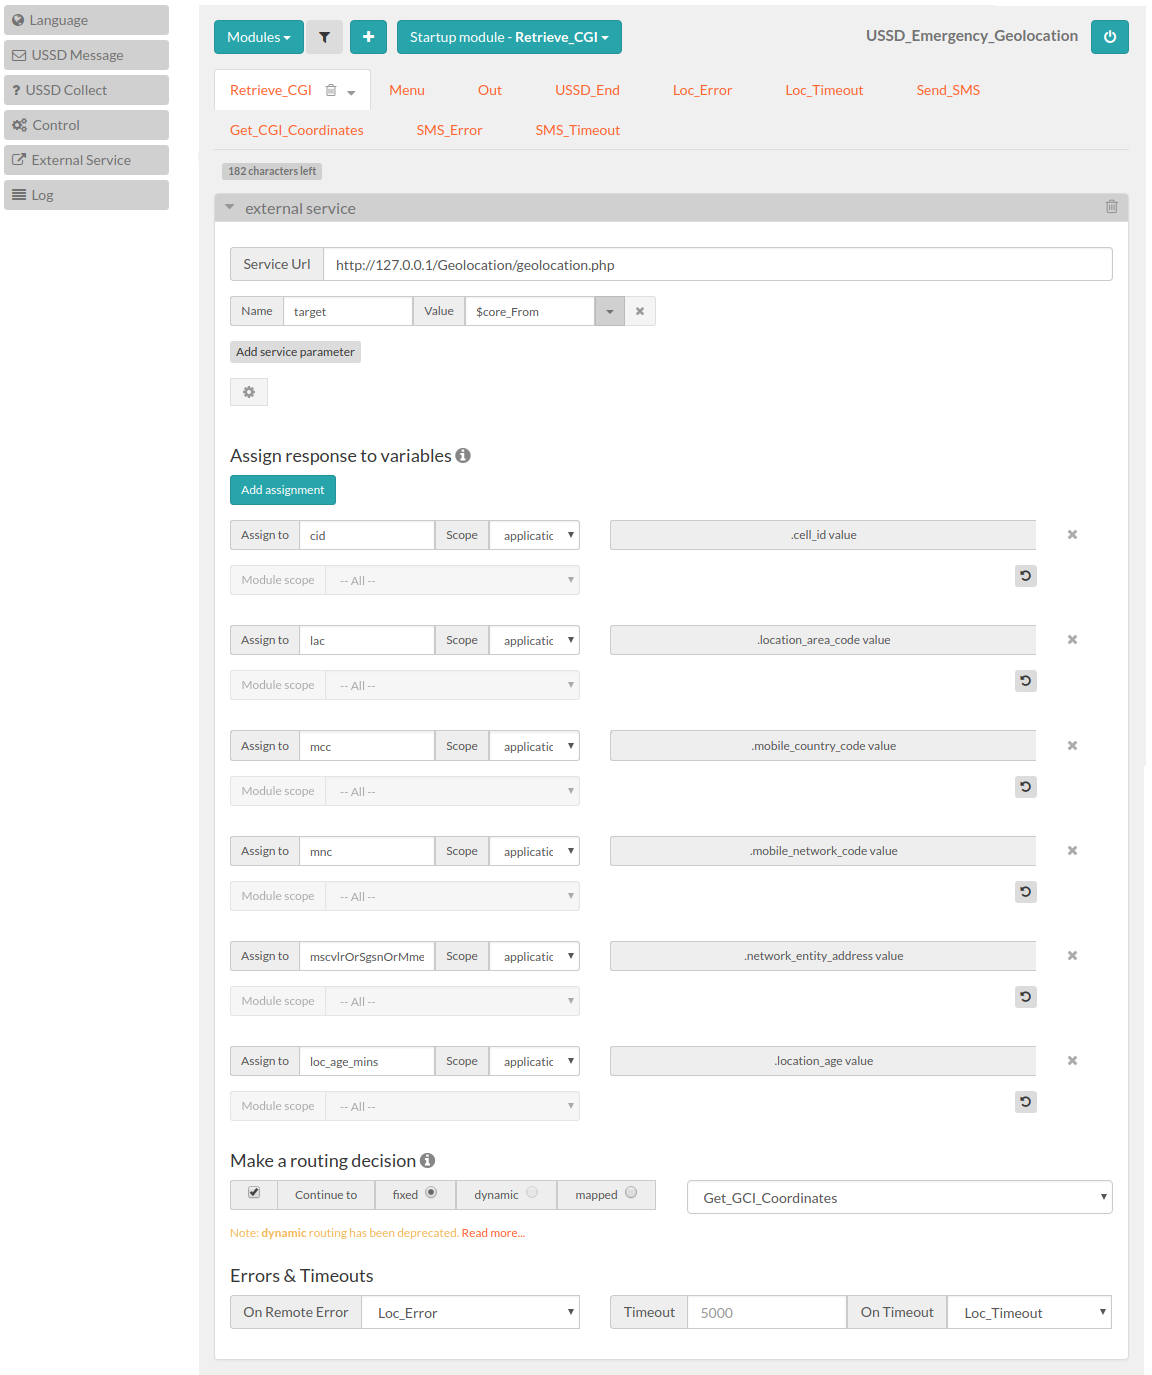 Language
USSD Message
? USSD Collect
Control
External Service
Log
Modules
Startup module - Retrieve_CGI
USSD_Emergency_Geolocation
Retrieve_CGI Menu Out USSD_End Loc_Error Loc_Timeout Send_SMS
Get_CGI_Coordinates SMS_Error SMS_Timeout
182 characters left
external service
Service Url http://127.0.0.1/Geolocation/geolocation.php
Name target Value $core_From
Add service parameter
Assign response to variables
Add assignment
Assign to cid Scope applicatic .cell_id value
Module scope -- All --
Assign to lac Scope applicatic .location_area_code value
Module scope -- All --
Assign to mcc Scope applicatic .mobile_country_code value
Module scope -- All --
Assign to mnc Scope applicatic .mobile_network_code value
Module scope -- All --
Assign to mscvlrOrSgsnOrMme Scope applicatic .network_entity_address value
Module scope -- All --
Assign to loc_age_mins Scope applicatic .location_age value
Module scope -- All --
Make a routing decision
Continue to fixed dynamic mapped Get_GCI_Coordinates
Note: dynamic routing has been deprecated. Read more...
Errors & Timeouts
On Remote Error Loc_Error Timeout 5000 On Timeout Loc_Timeout